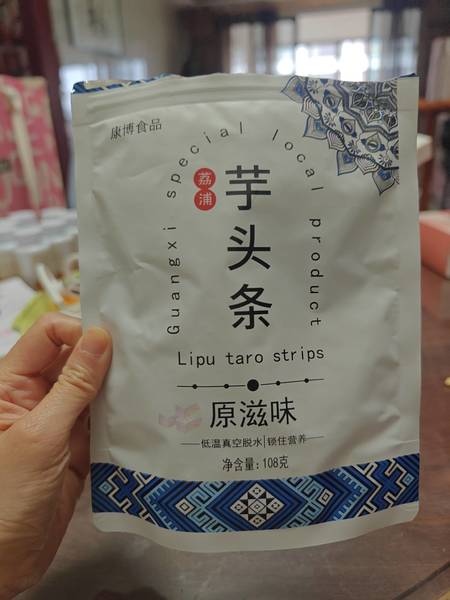 康博食品
Guangxi special local product
荔浦
芋头条
Lipu taro strips
原滋味
低温真空脱水|锁住营养
净含量:108克